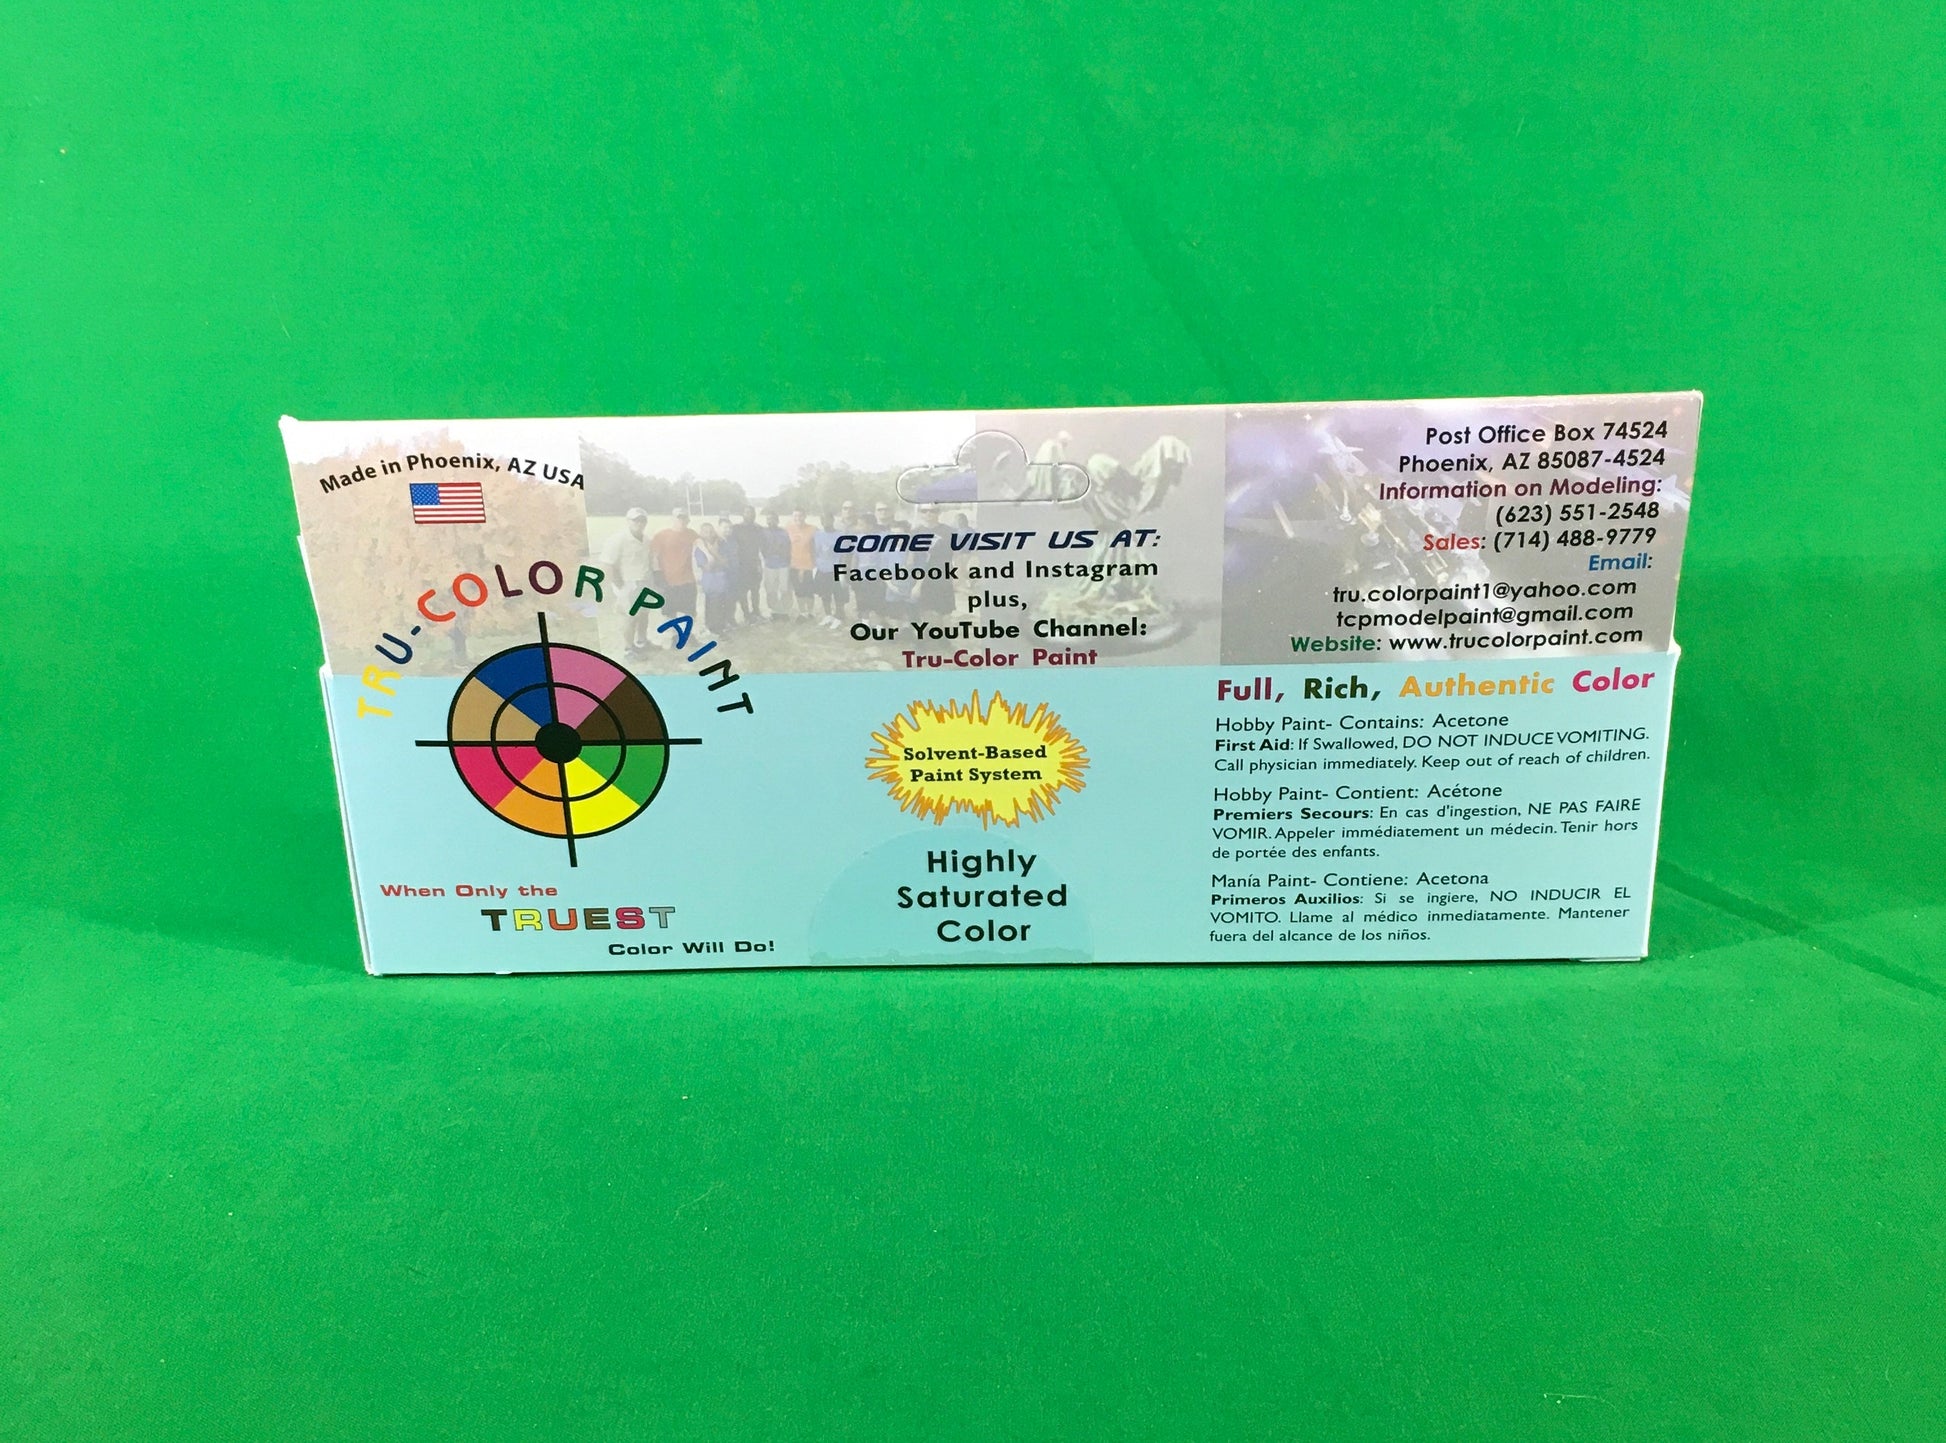 Made in Phoenix, AZ USA
TRU-COLOR PAINT
When Only the
TRUEST
Color Will Do!
COME VISIT US AT:
Facebook and Instagram
plus,
Our YouTube Channel:
Tru-Color Paint
Solvent-Based
Paint System
Highly
Saturated
Color
Post Office Box 74524
Phoenix, AZ 85087-4524
Information on Modeling:
(623) 551-2548
Sales: (714) 488-9779
Email:
tru.colorpaint1@yahoo.com
tcpmodelpaint@gmail.com
Website: www.trucolorpaint.com
Full, Rich, Authentic Color
Hobby Paint- Contains: Acetone
First Aid: If Swallowed, DO NOT INDUCE VOMITING.
Call physician immediately. Keep out of reach of children.
Hobby Paint- Contient: Acétone
Premiers Secours: En cas d'ingestion, NE PAS FAIRE
VOMIR. Appeler immédiatement un médecin. Tenir hors
de portée des enfants.
Manía Paint- Contiene: Acetona
Primeros Auxilios: Si se ingiere, NO INDUCIR EL
VOMITO. Llame al médico inmediatamente. Mantener
fuera del alcance de los niños.